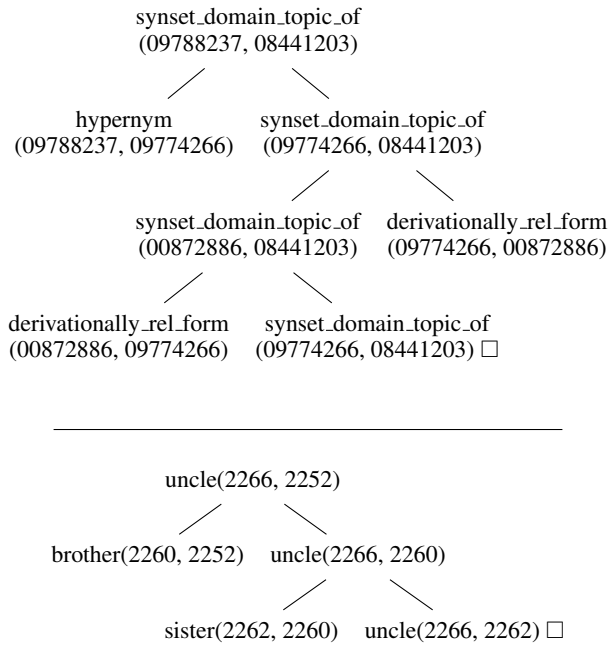 synset_domain_topic_of
(09788237, 08441203)
hypernym synset_domain_topic_of
(09788237, 09774266) (09774266, 08441203)
synset_domain_topic_of derivationally_rel_form
(00872886, 08441203) (09774266, 00872886)
derivationally_rel_form synset_domain_topic_of
(00872886, 09774266) (09774266, 08441203) □
uncle(2266, 2252)
brother(2260, 2252) uncle(2266, 2260)
sister(2262, 2260) uncle(2266, 2262) □